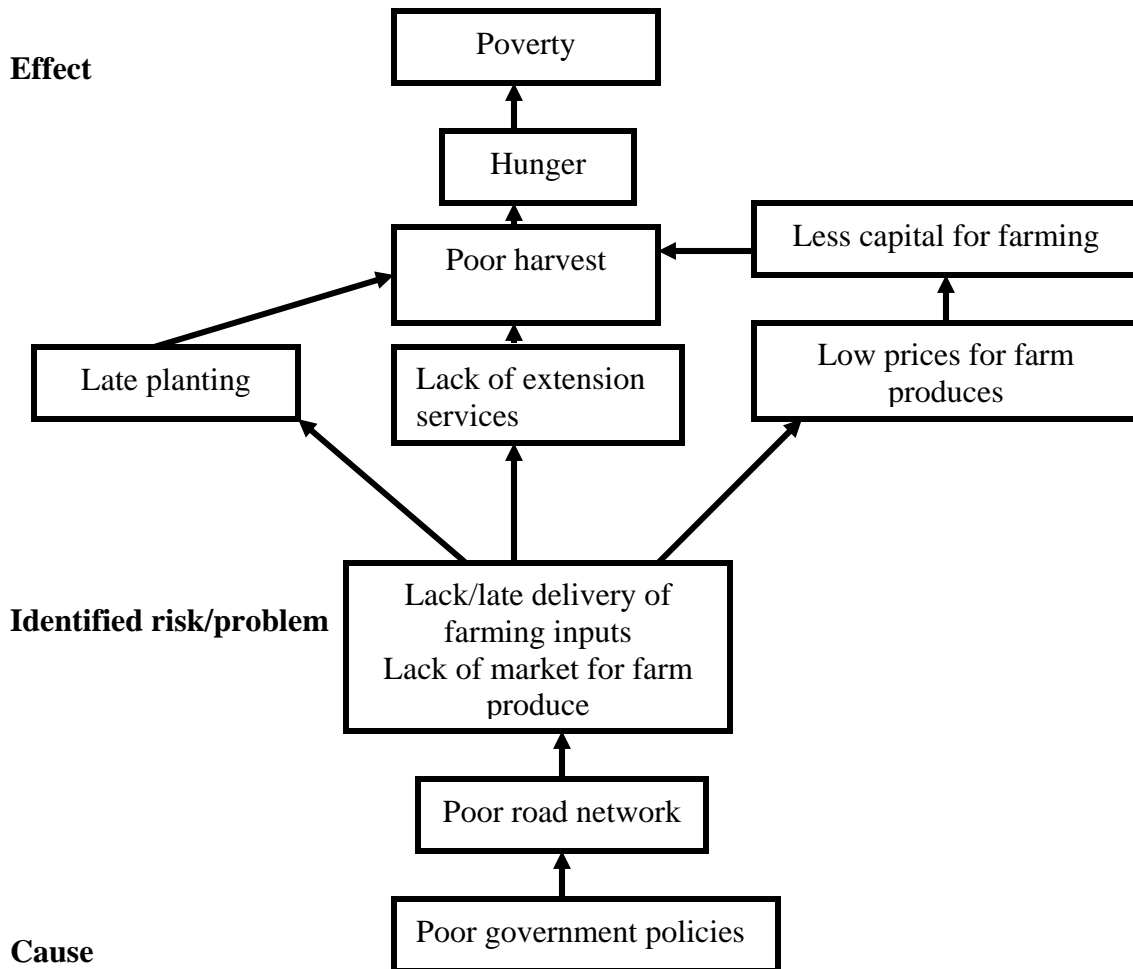 Poverty
Effect
Hunger
Less capital for farming
Poor harvest
Low prices for farm
produces
Late planting
Lack of extension
services
Identified risk/problem
Lack/late delivery of
farming inputs
Lack of market for farm
produce
Poor road network
Poor government policies
Cause